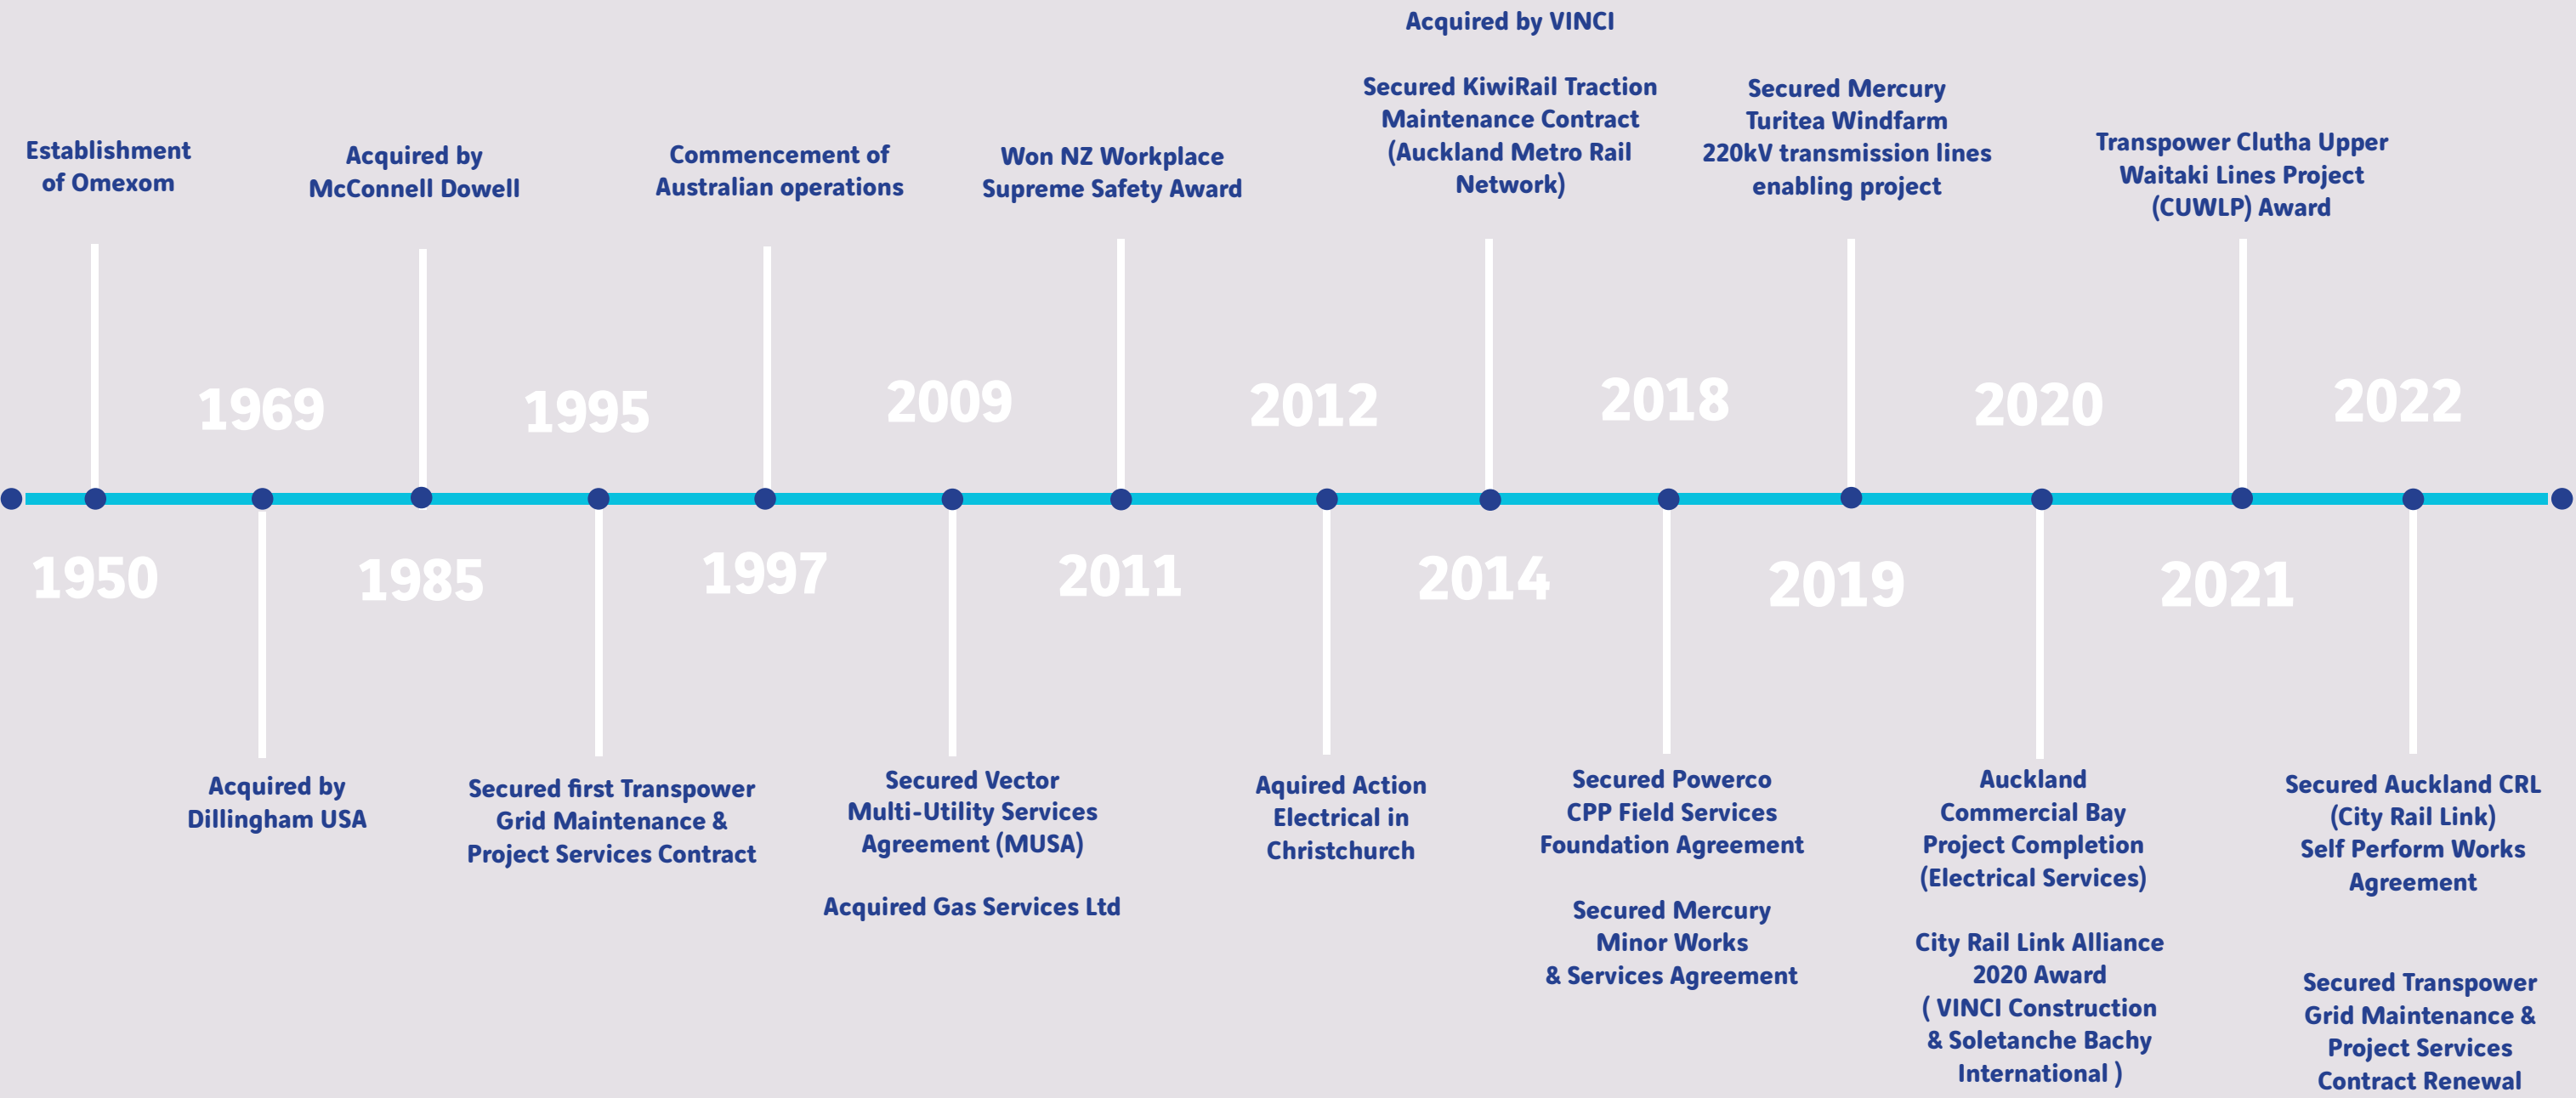 1950
Establishment
of Omexom
1969
Acquired by
Dillingham USA
1985
Acquired by
McConnell Dowell
1995
Secured first Transpower
Grid Maintenance &
Project Services Contract
1997
Commencement of
Australian operations
2009
Secured Vector
Multi-Utility Services
Agreement (MUSA)
Acquired Gas Services Ltd
2011
Won NZ Workplace
Supreme Safety Award
2012
Aquired Action
Electrical in
Christchurch
2014
Acquired by VINCI
Secured KiwiRail Traction
Maintenance Contract
(Auckland Metro Rail
Network)
2018
Secured Powerco
CPP Field Services
Foundation Agreement
Secured Mercury
Minor Works
& Services Agreement
2019
Secured Mercury
Turitea Windfarm
220kV transmission lines
enabling project
2020
Auckland
Commercial Bay
Project Completion
(Electrical Services)
City Rail Link Alliance
2020 Award
( VINCI Construction
& Soletanche Bachy
International )
2021
Transpower Clutha Upper
Waitaki Lines Project
(CUWLP) Award
2022
Secured Auckland CRL
(City Rail Link)
Self Perform Works
Agreement
Secured Transpower
Grid Maintenance &
Project Services
Contract Renewal